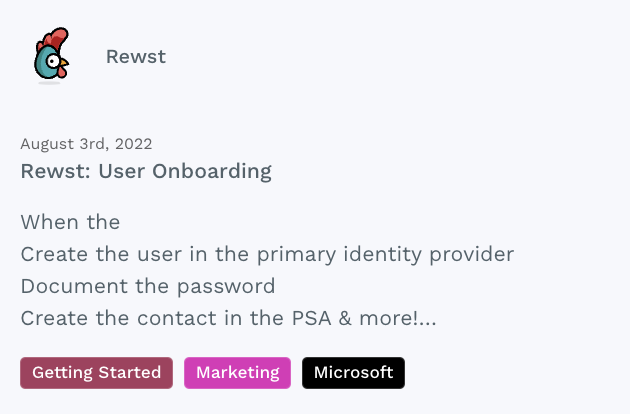 Rewst
August 3rd, 2022
Rewst: User Onboarding
When the
Create the user in the primary identity provider
Document the password
Create the contact in the PSA & more!...
Getting Started Marketing Microsoft